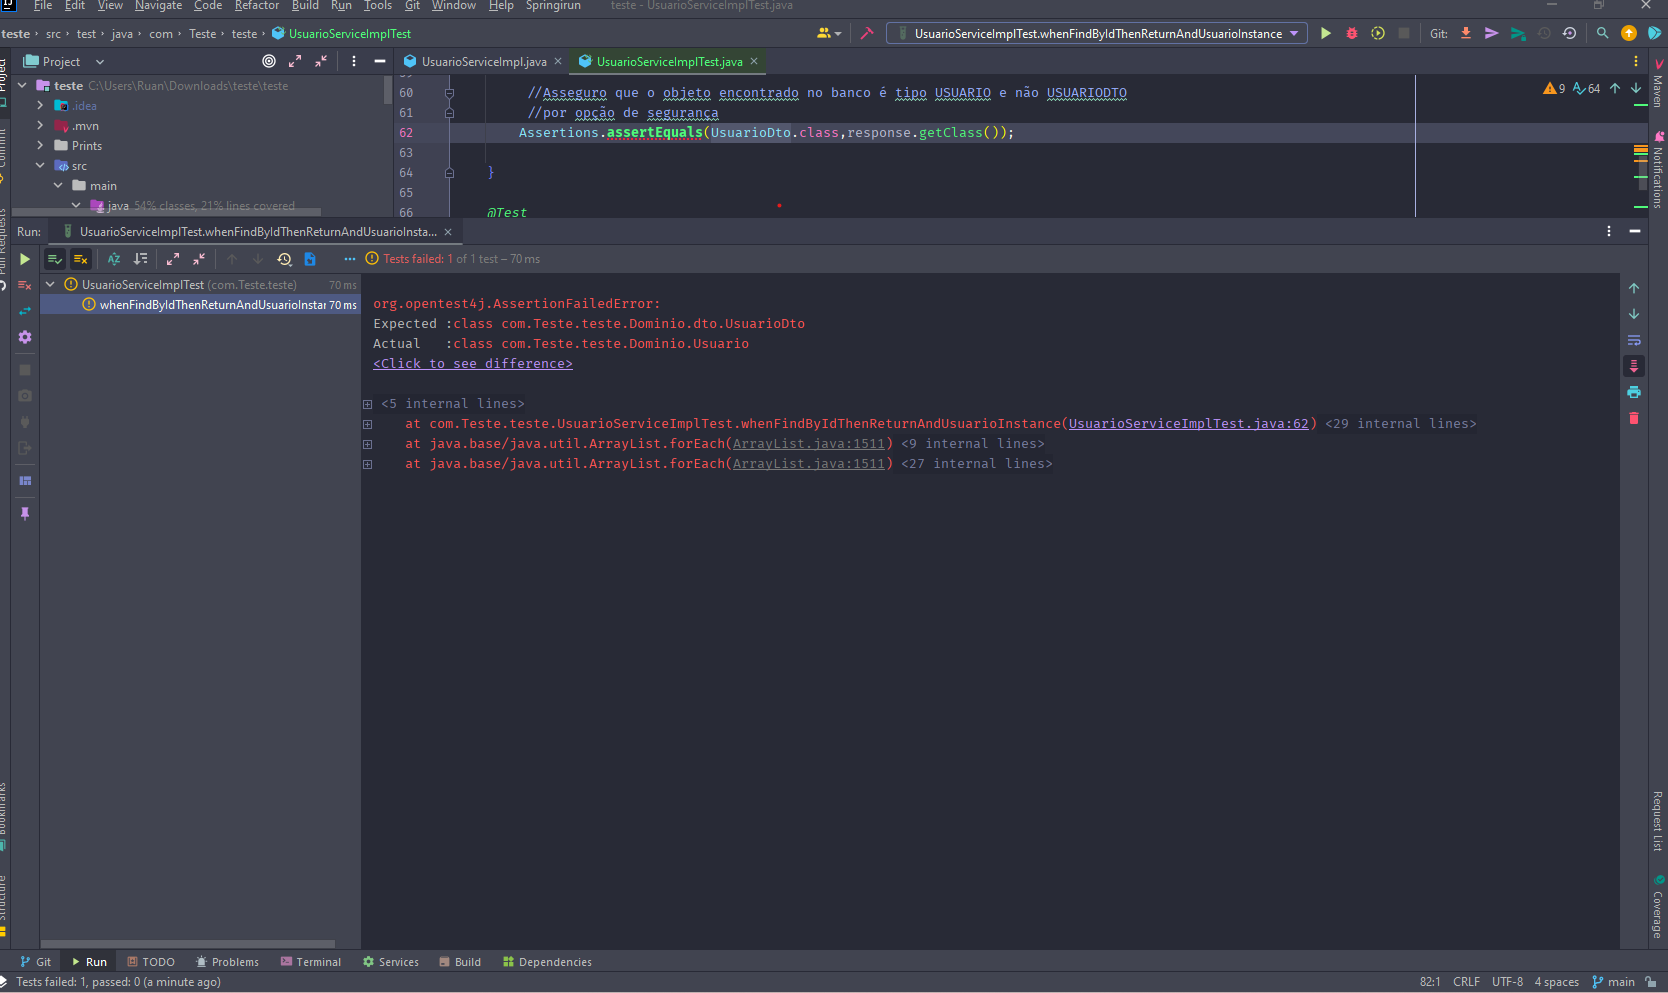 File Edit View Navigate Code Refactor Build Run Tools Git Window Help Springirun teste - UsuarioServiceImplTest.java
teste › src › test › java › com › Teste › teste › UsuarioServiceImplTest
UsuarioServiceImplTest.whenFindByIdThenReturnAndUsuarioInstance
Git:
Project
UsuarioServiceImpl.java
UsuarioServiceImplTest.java
teste C:\Users\Ruan\Downloads\teste\teste
.idea
.mvn
Prints
src
main
java 54% classes, 21% lines covered
60 //Asseguro que o objeto encontrado no banco é tipo USUARIO e não USUARIODTO
61 //por opção de segurança
62 Assertions.assertEquals(UsuarioDto.class,response.getClass());
63
64 }
65
66 @Test
9 64
Run: UsuarioServiceImplTest.whenFindByIdThenReturnAndUsuarioInsta...
Tests failed: 1 of 1 test – 70 ms
UsuarioServiceImplTest (com.Teste.teste) 70 ms
whenFindByIdThenReturnAndUsuarioInstar 70 ms
org.opentest4j.AssertionFailedError:
Expected :class com.Teste.teste.Dominio.dto.UsuarioDto
Actual :class com.Teste.teste.Dominio.Usuario
<Click to see difference>
<5 internal lines>
at com.Teste.teste.UsuarioServiceImplTest.whenFindByIdThenReturnAndUsuarioInstance(UsuarioServiceImplTest.java:62) <29 internal lines>
at java.base/java.util.ArrayList.forEach(ArrayList.java:1511) <9 internal lines>
at java.base/java.util.ArrayList.forEach(ArrayList.java:1511) <27 internal lines>
Project
Commit
Pull Requests
Bookmarks
Structure
Maven
Notifications
Request List
Coverage
Git Run TODO Problems Terminal Services Build Dependencies
Tests failed: 1, passed: 0 (a minute ago)
82:1 CRLF UTF-8 4 spaces main